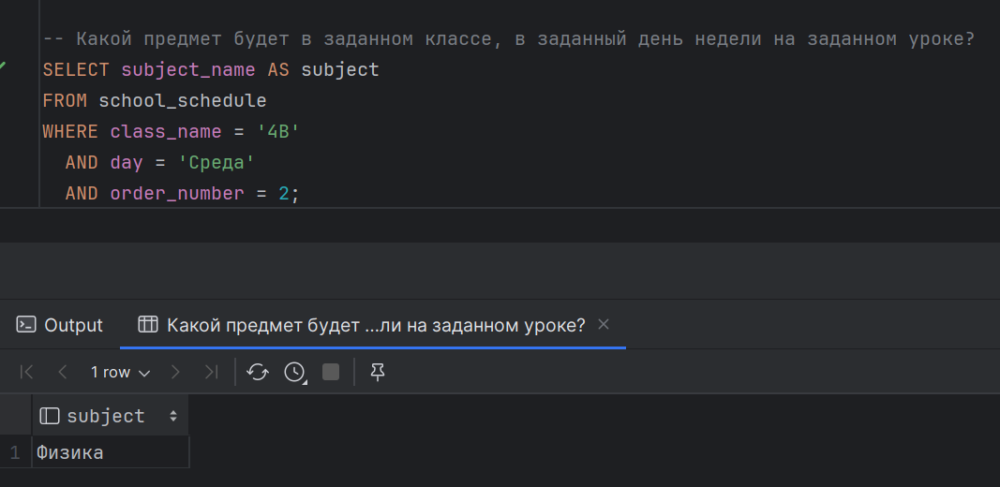 -- Какой предмет будет в заданном классе, в заданный день недели на заданном уроке?
SELECT subject_name AS subject
FROM school_schedule
WHERE class_name = '4В'
  AND day = 'Среда'
  AND order_number = 2;
Output
Какой предмет будет ...ли на заданном уроке?
1 row
subject
1 Физика